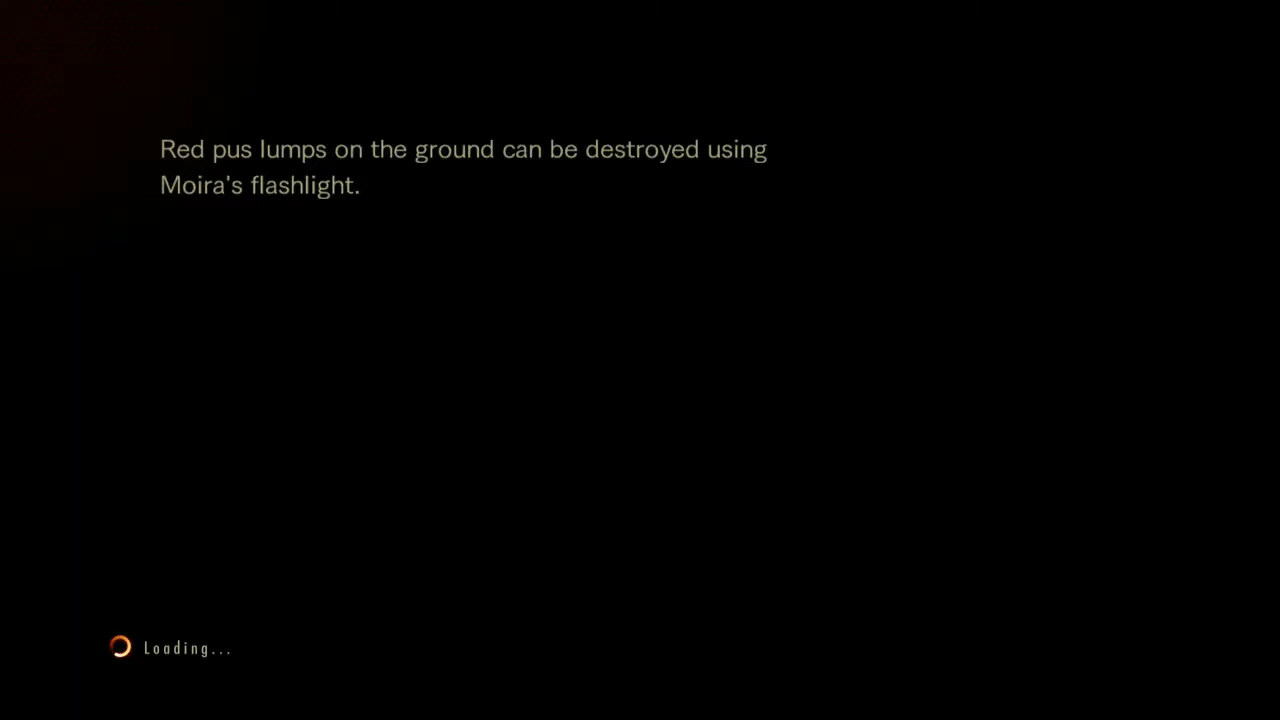 Red pus lumps on the ground can be destroyed using
Moira's flashlight.
Loading...